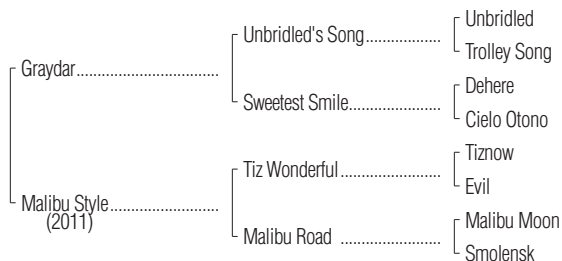 Unbridled
Unbridled's Song..................
Trolley Song
Graydar..................................
Dehere
Sweetest Smile......................
Cielo Otono
Tiznow
Tiz Wonderful ........................
Evil
Malibu Style..........................
(2011)
Malibu Moon
Malibu Road ........................
Smolensk